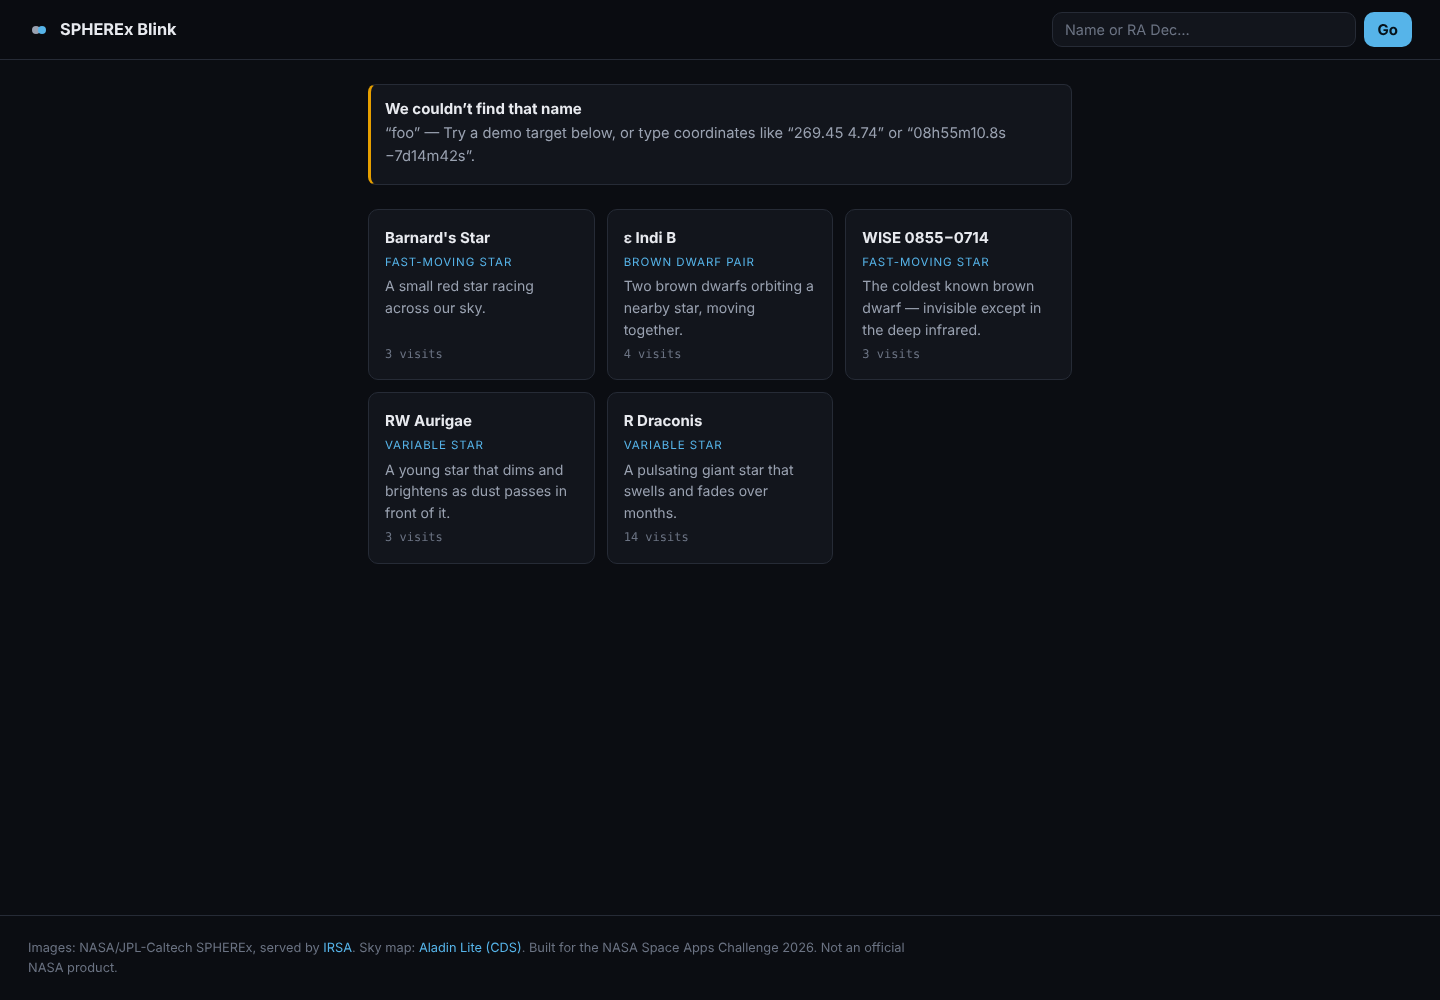 SPHEREx Blink
Name or RA Dec…
Go
We couldn’t find that name
“foo” — Try a demo target below, or type coordinates like “269.45 4.74” or “08h55m10.8s
−7d14m42s”.
Barnard's Star
FAST-MOVING STAR
A small red star racing
across our sky.
3 visits
ε Indi B
BROWN DWARF PAIR
Two brown dwarfs orbiting a
nearby star, moving
together.
4 visits
WISE 0855−0714
FAST-MOVING STAR
The coldest known brown
dwarf — invisible except in
the deep infrared.
3 visits
RW Aurigae
VARIABLE STAR
A young star that dims and
brightens as dust passes in
front of it.
3 visits
R Draconis
VARIABLE STAR
A pulsating giant star that
swells and fades over
months.
14 visits
Images: NASA/JPL-Caltech SPHEREx, served by IRSA. Sky map: Aladin Lite (CDS). Built for the NASA Space Apps Challenge 2026. Not an official
NASA product.